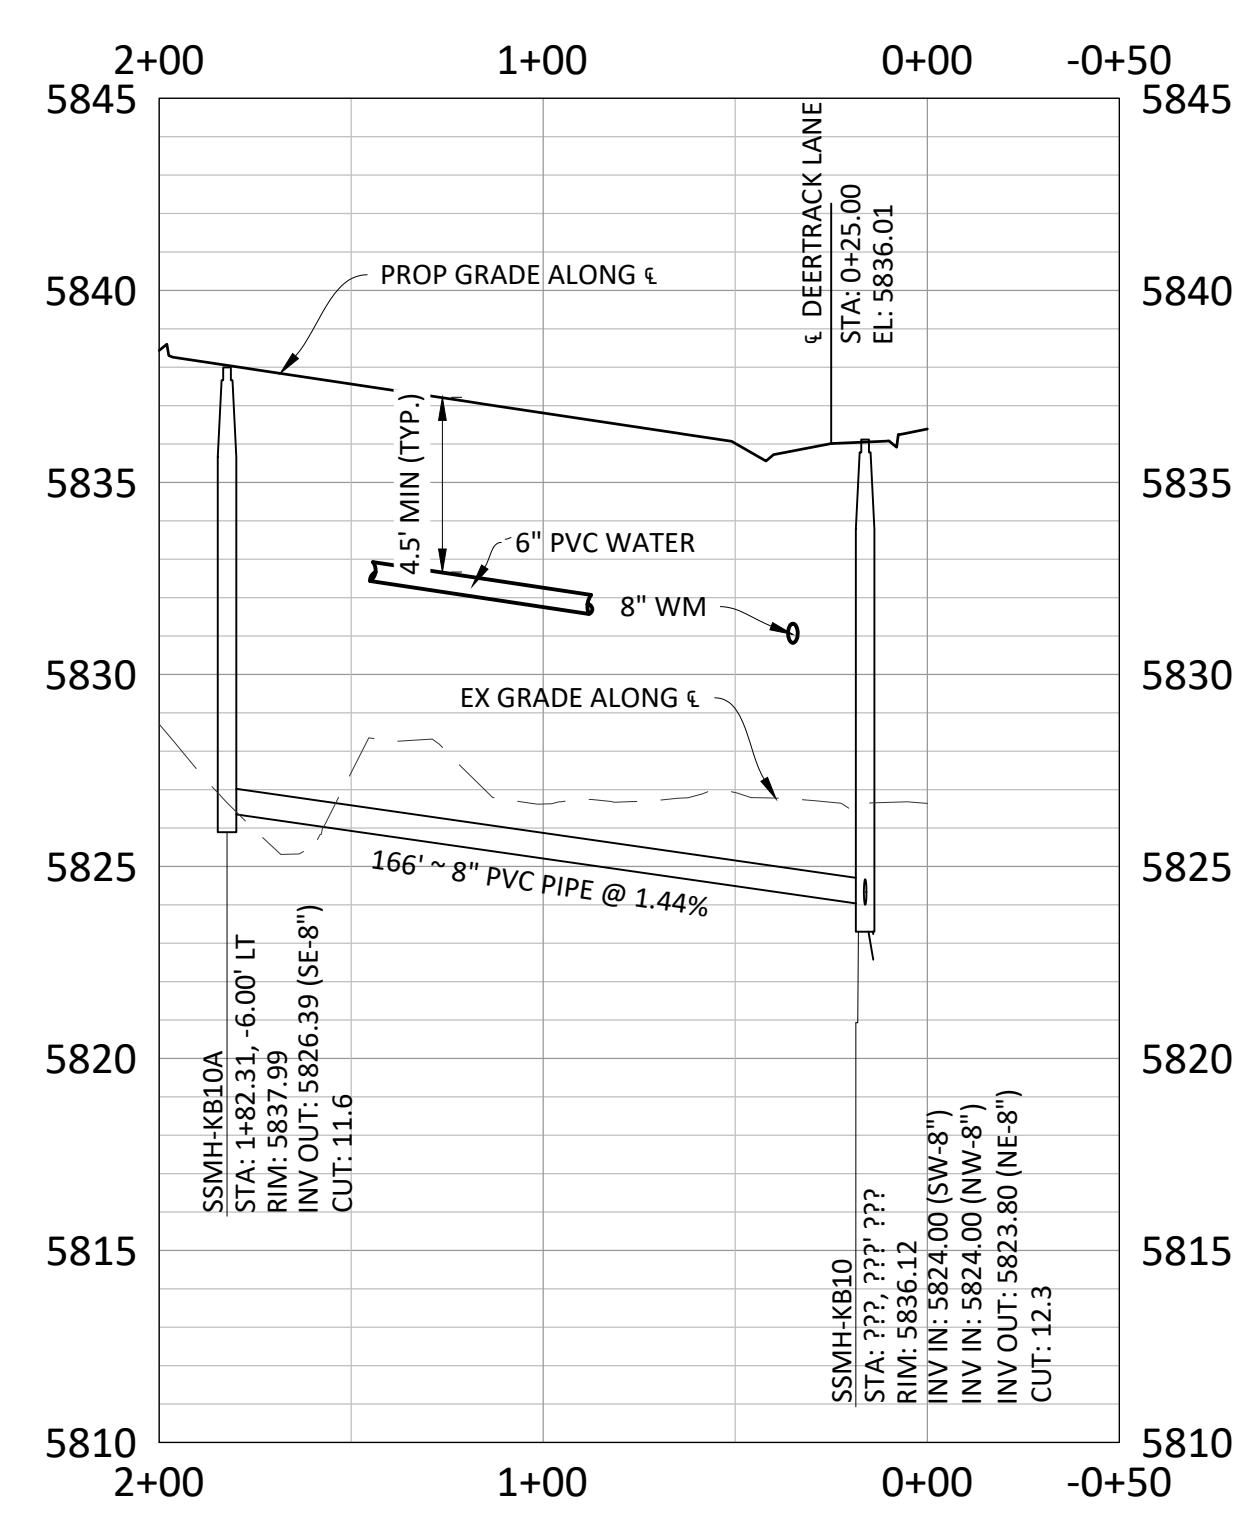 2+00 1+00 0+00 -0+50
5845 5845
5840 5840
5835 5835
5830 5830
5825 5825
5820 5820
5815 5815
5810 5810
2+00 1+00 0+00 -0+50
℄ DEERTRACK LANE
STA: 0+25.00
EL: 5836.01
PROP GRADE ALONG ℄
4.5' MIN (TYP.)
6" PVC WATER
8" WM
EX GRADE ALONG ℄
166' ~ 8" PVC PIPE @ 1.44%
SSMH-KB10A
STA: 1+82.31, -6.00' LT
RIM: 5837.99
INV OUT: 5826.39 (SE-8")
CUT: 11.6
SSMH-KB10
STA: ???, ???' ???
RIM: 5836.12
INV IN: 5824.00 (SW-8")
INV IN: 5824.00 (NW-8")
INV OUT: 5823.80 (NE-8")
CUT: 12.3